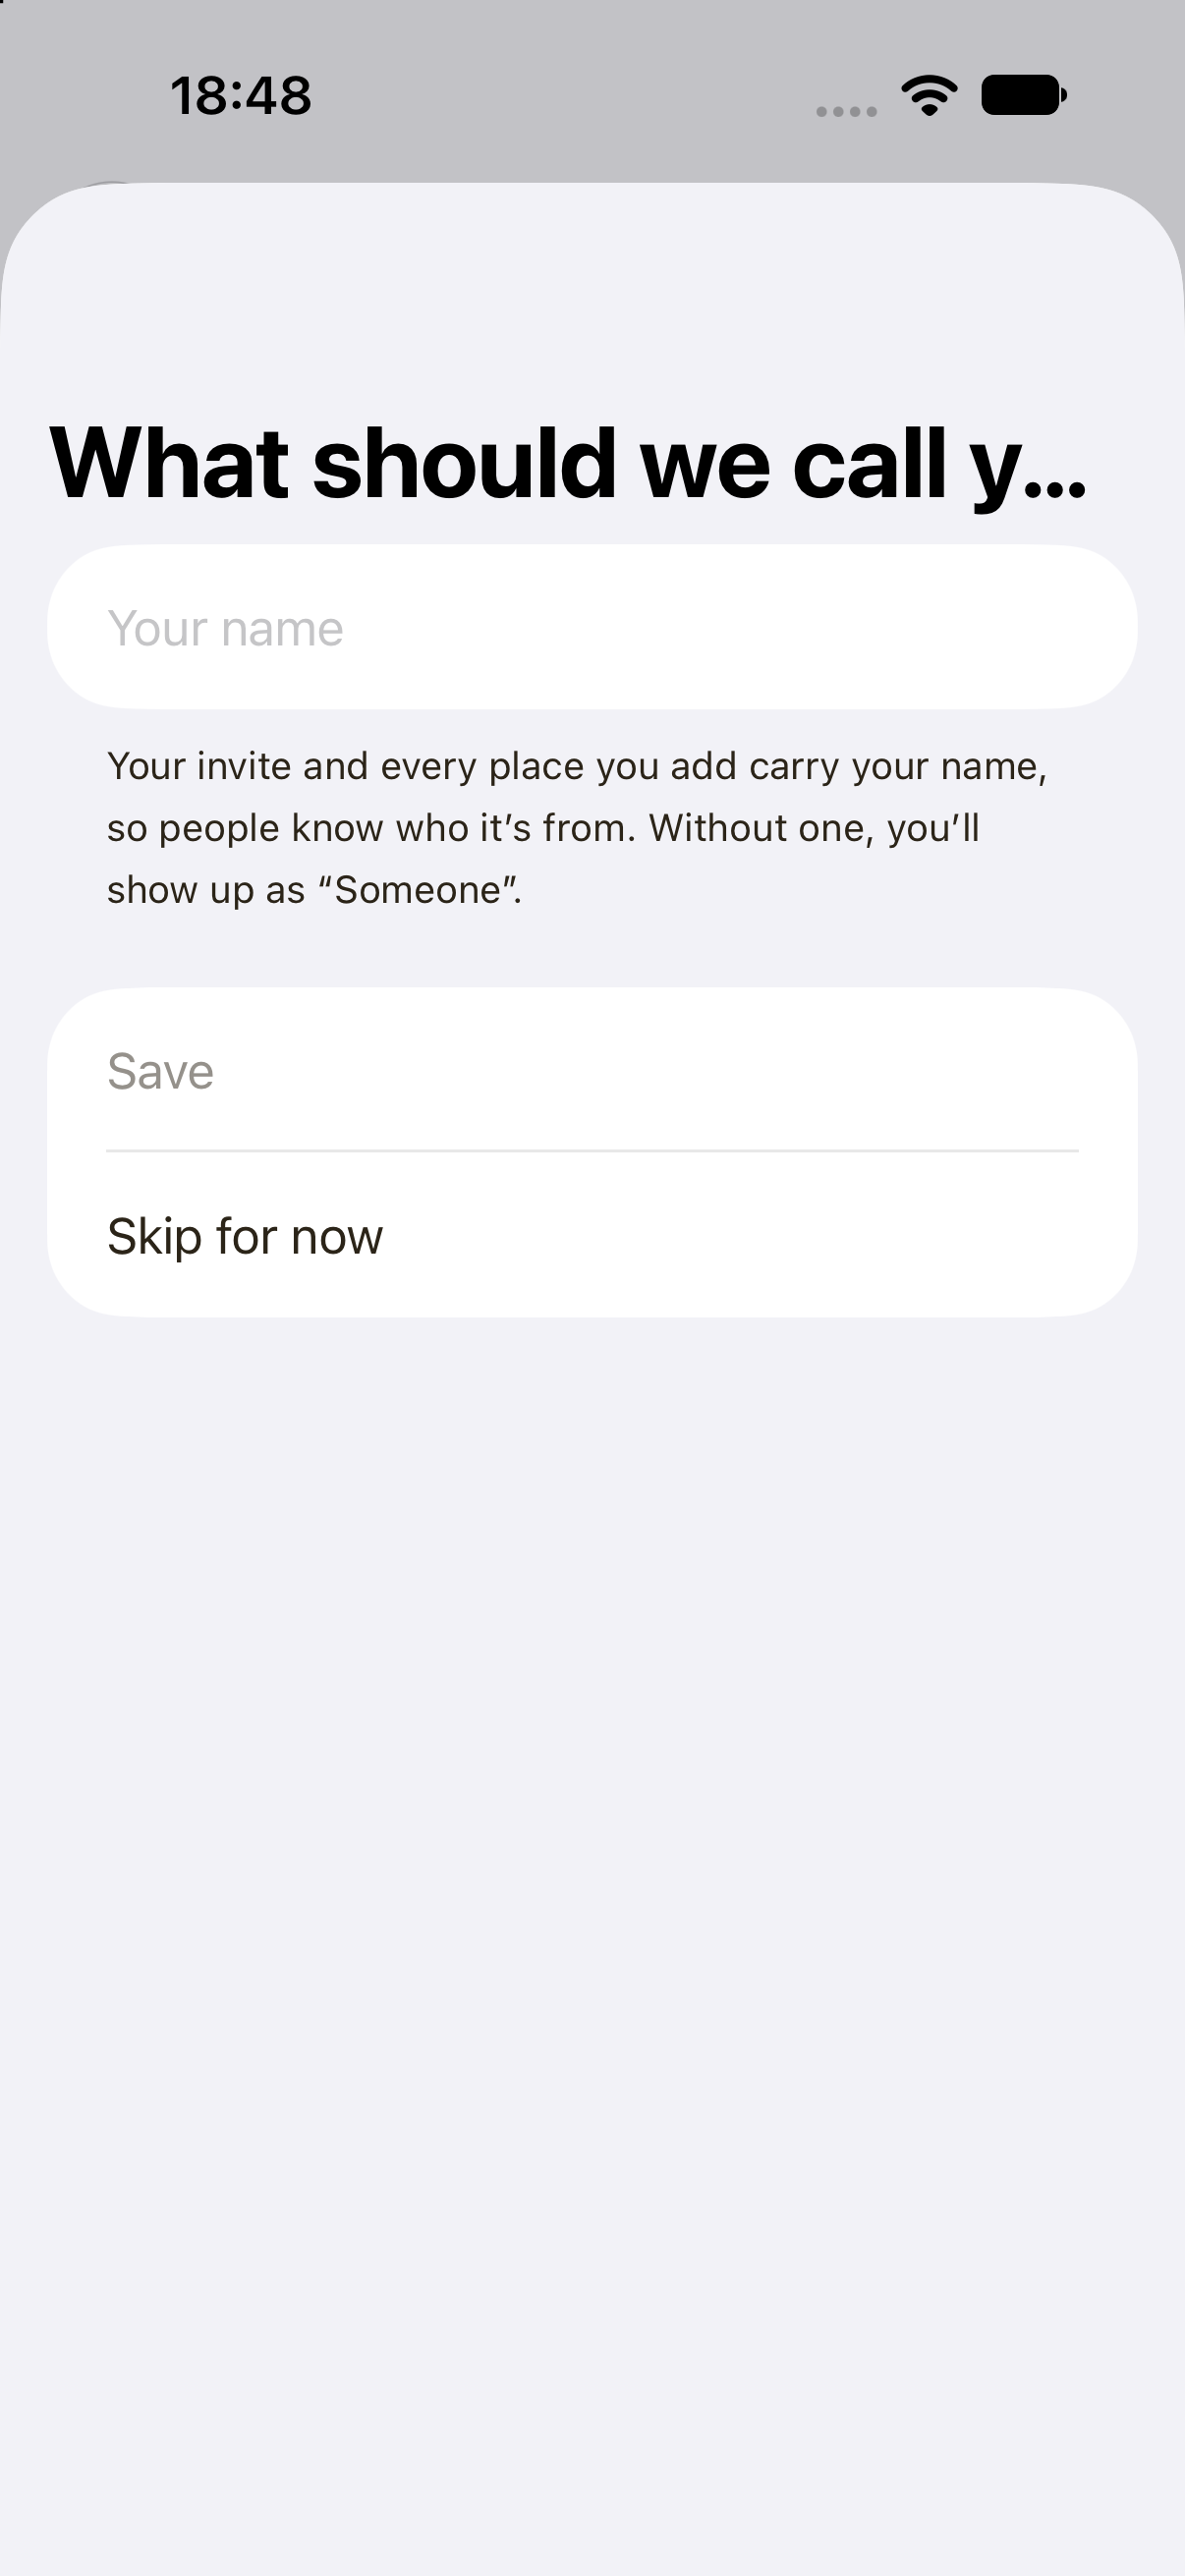 18:48
What should we call y...
Your name
Your invite and every place you add carry your name,
so people know who it’s from. Without one, you’ll
show up as “Someone”.
Save
Skip for now